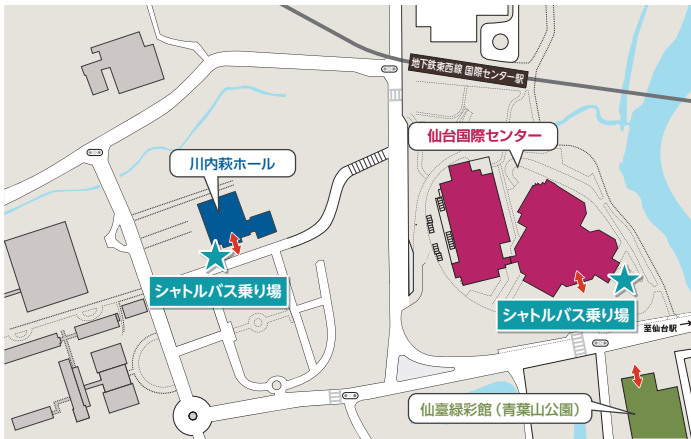 地下鉄東西線 国際センター駅
仙台国際センター
川内萩ホール
シャトルバス乗り場
シャトルバス乗り場
至仙台駅
仙臺緑彩館（青葉山公園）